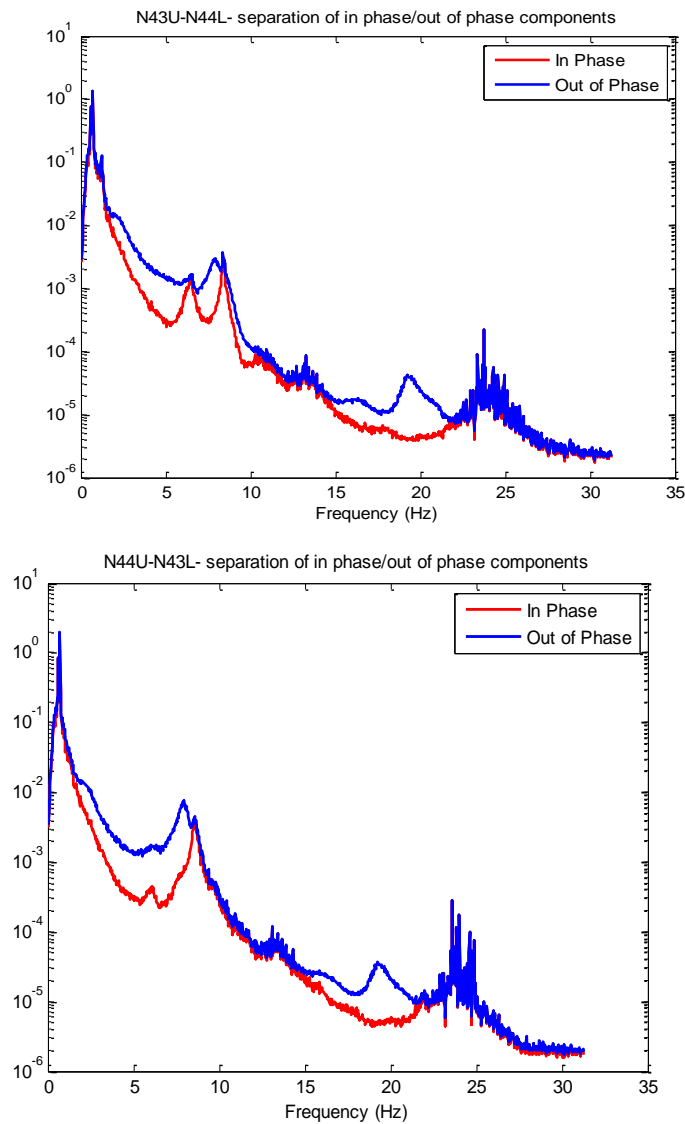 N43U-N44L- separation of in phase/out of phase components
In Phase
Out of Phase
10^1
10^0
10^-1
10^-2
10^-3
10^-4
10^-5
10^-6
0 5 10 15 20 25 30 35
Frequency (Hz)
N44U-N43L- separation of in phase/out of phase components
In Phase
Out of Phase
10^1
10^0
10^-1
10^-2
10^-3
10^-4
10^-5
10^-6
0 5 10 15 20 25 30 35
Frequency (Hz)